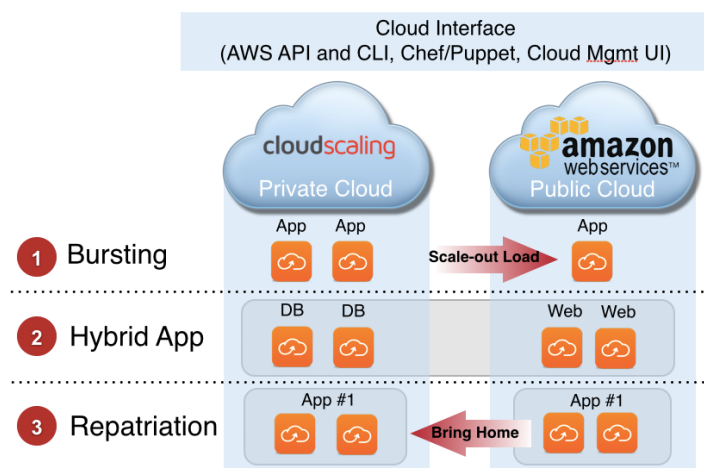 Cloud Interface
(AWS API and CLI, Chef/Puppet, Cloud Mgmt UI)
cloudscaling
Private Cloud
amazon
webservices™
Public Cloud
1 Bursting
App App
Scale-out Load
App
2 Hybrid App
DB DB
Web Web
3 Repatriation
App #1
Bring Home
App #1